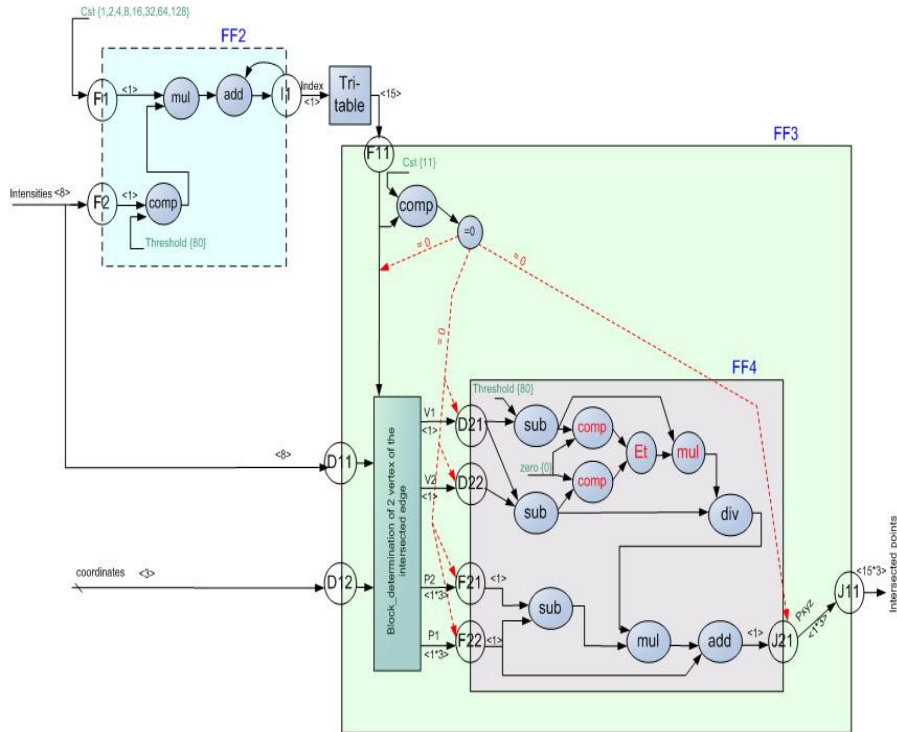 Cst {1,2,4,8,16,32,64,128}
FF2
F1
<1>
mul
add
I1
Index
<1>
Tri-
table
<15>
Intensities <8>
F2
<1>
comp
Threshold {80}
FF3
F11
Cst {11}
comp
=0
= 0
= 0
= 0
FF4
Threshold {80}
V1
<1>
D21
sub
comp
Et
mul
zero {0}
comp
<8>
D11
V2
<1>
D22
sub
div
Block_determination of 2 vertex of the
intersected edge
coordinates <3>
D12
P2
<1*3>
F21
<1>
sub
P1
<1*3>
F22
<1>
mul
add
<1>
J21
Pxyz
<1*3>
J11
<15*3>
Intersected points